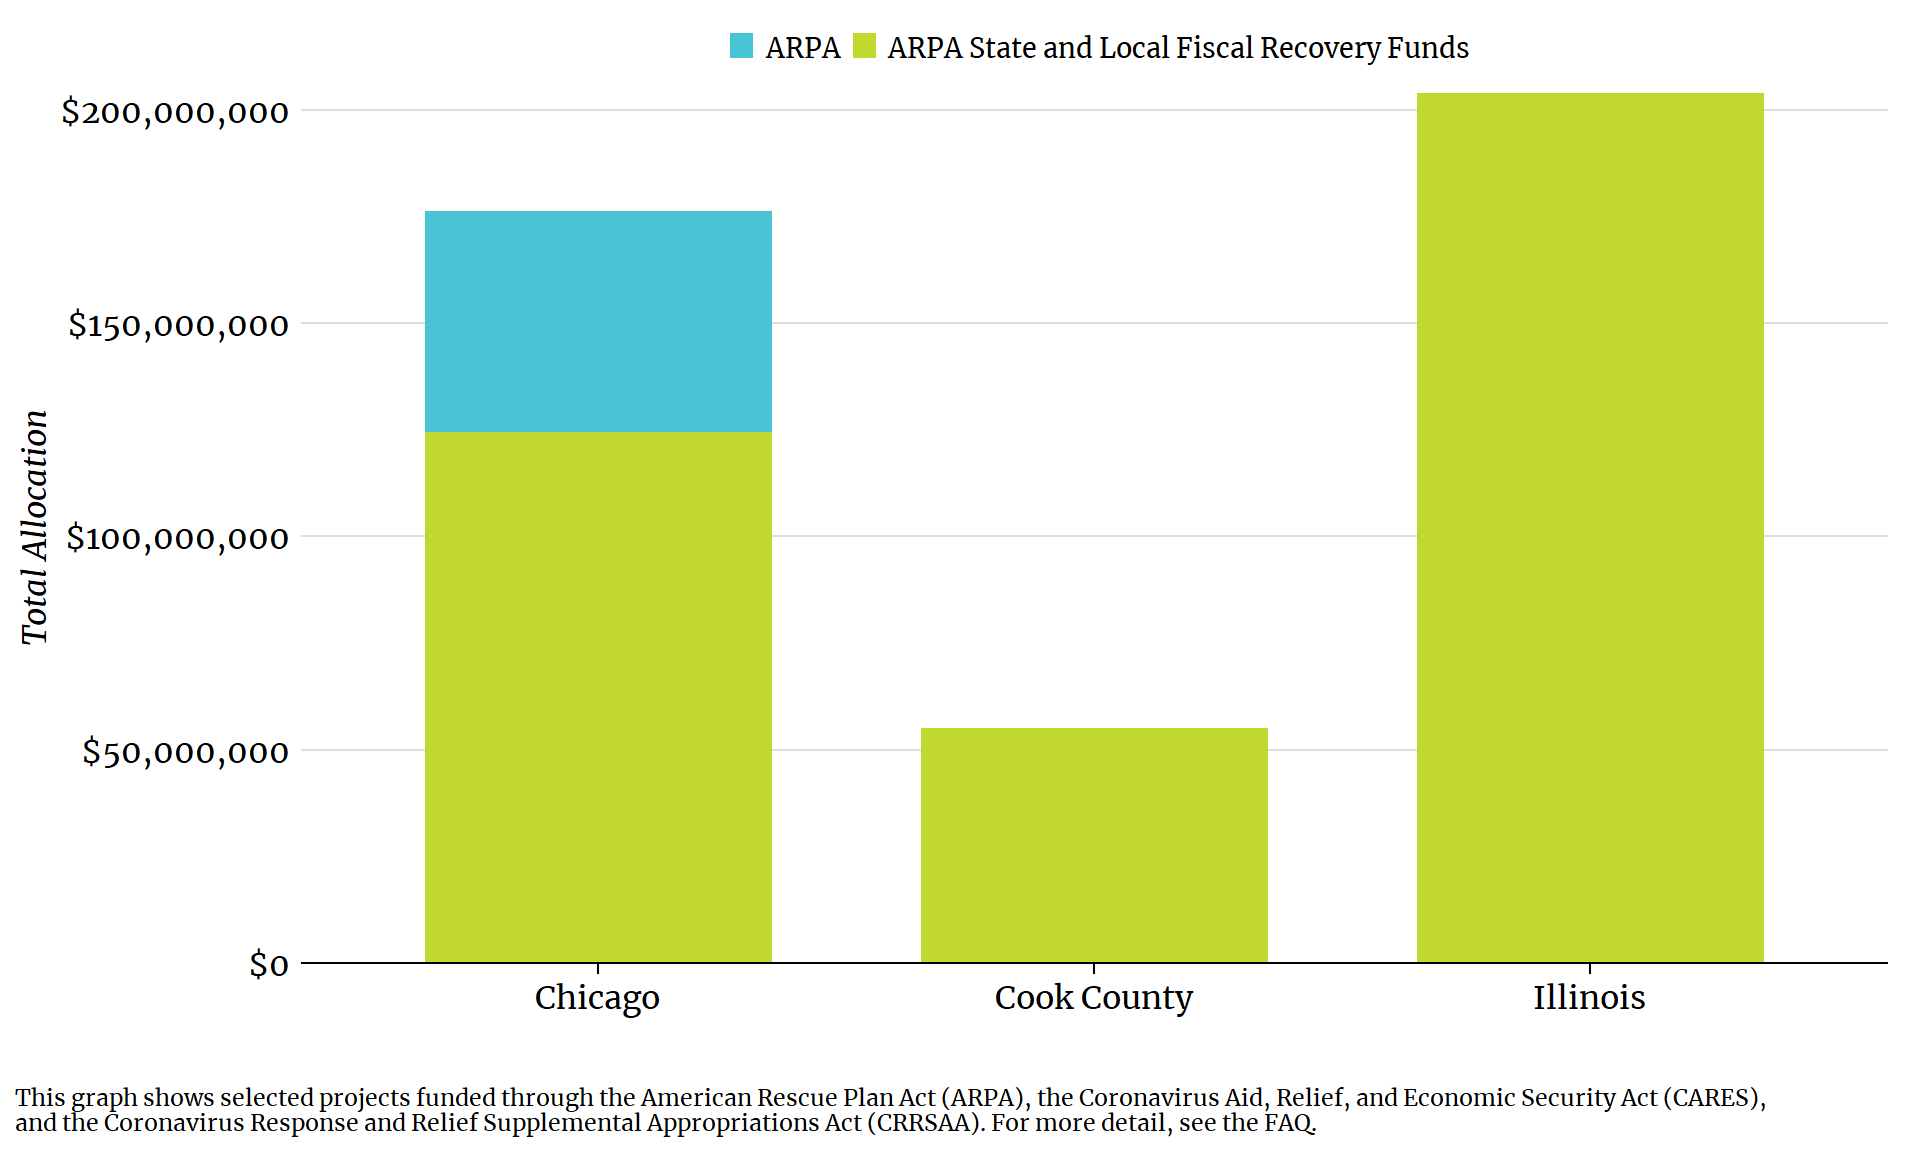 ARPA ARPA State and Local Fiscal Recovery Funds
$200,000,000
$150,000,000
$100,000,000
$50,000,000
$0
Total Allocation
Chicago Cook County Illinois
This graph shows selected projects funded through the American Rescue Plan Act (ARPA), the Coronavirus Aid, Relief, and Economic Security Act (CARES),
and the Coronavirus Response and Relief Supplemental Appropriations Act (CRRSAA). For more detail, see the FAQ.